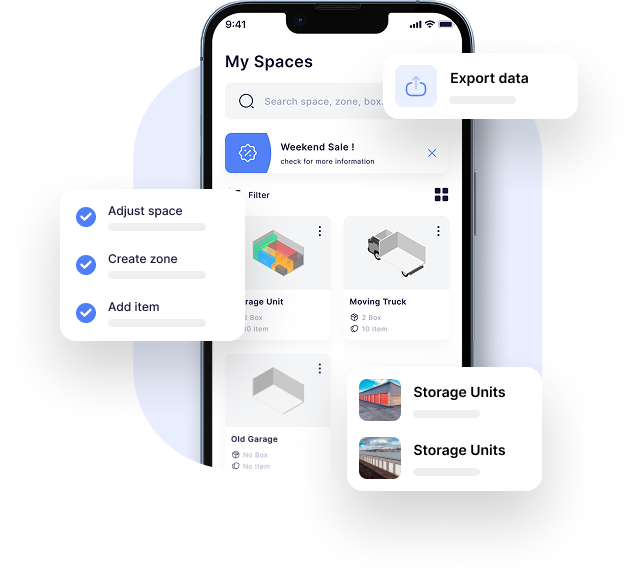 9:41
My Spaces
Export data
Search space, zone, box.
Weekend Sale !
check for more information
Filter
Adjust space
Create zone
Add item
rage Unit
2 Box
10 Item
Moving Truck
2 Box
10 Item
Old Garage
No Box
No Item
Storage Units
Storage Units